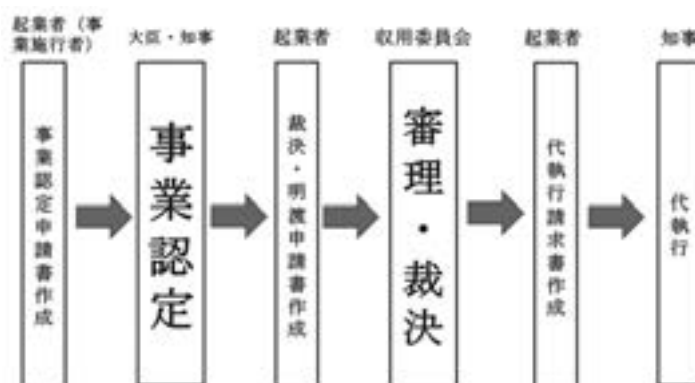 起業者（事
業施行者）
大臣・知事
起業者
収用委員会
起業者
知事
事業認定申請書作成
事業認定
裁決・明渡申請書作成
審理・裁決
代執行請求書作成
代執行